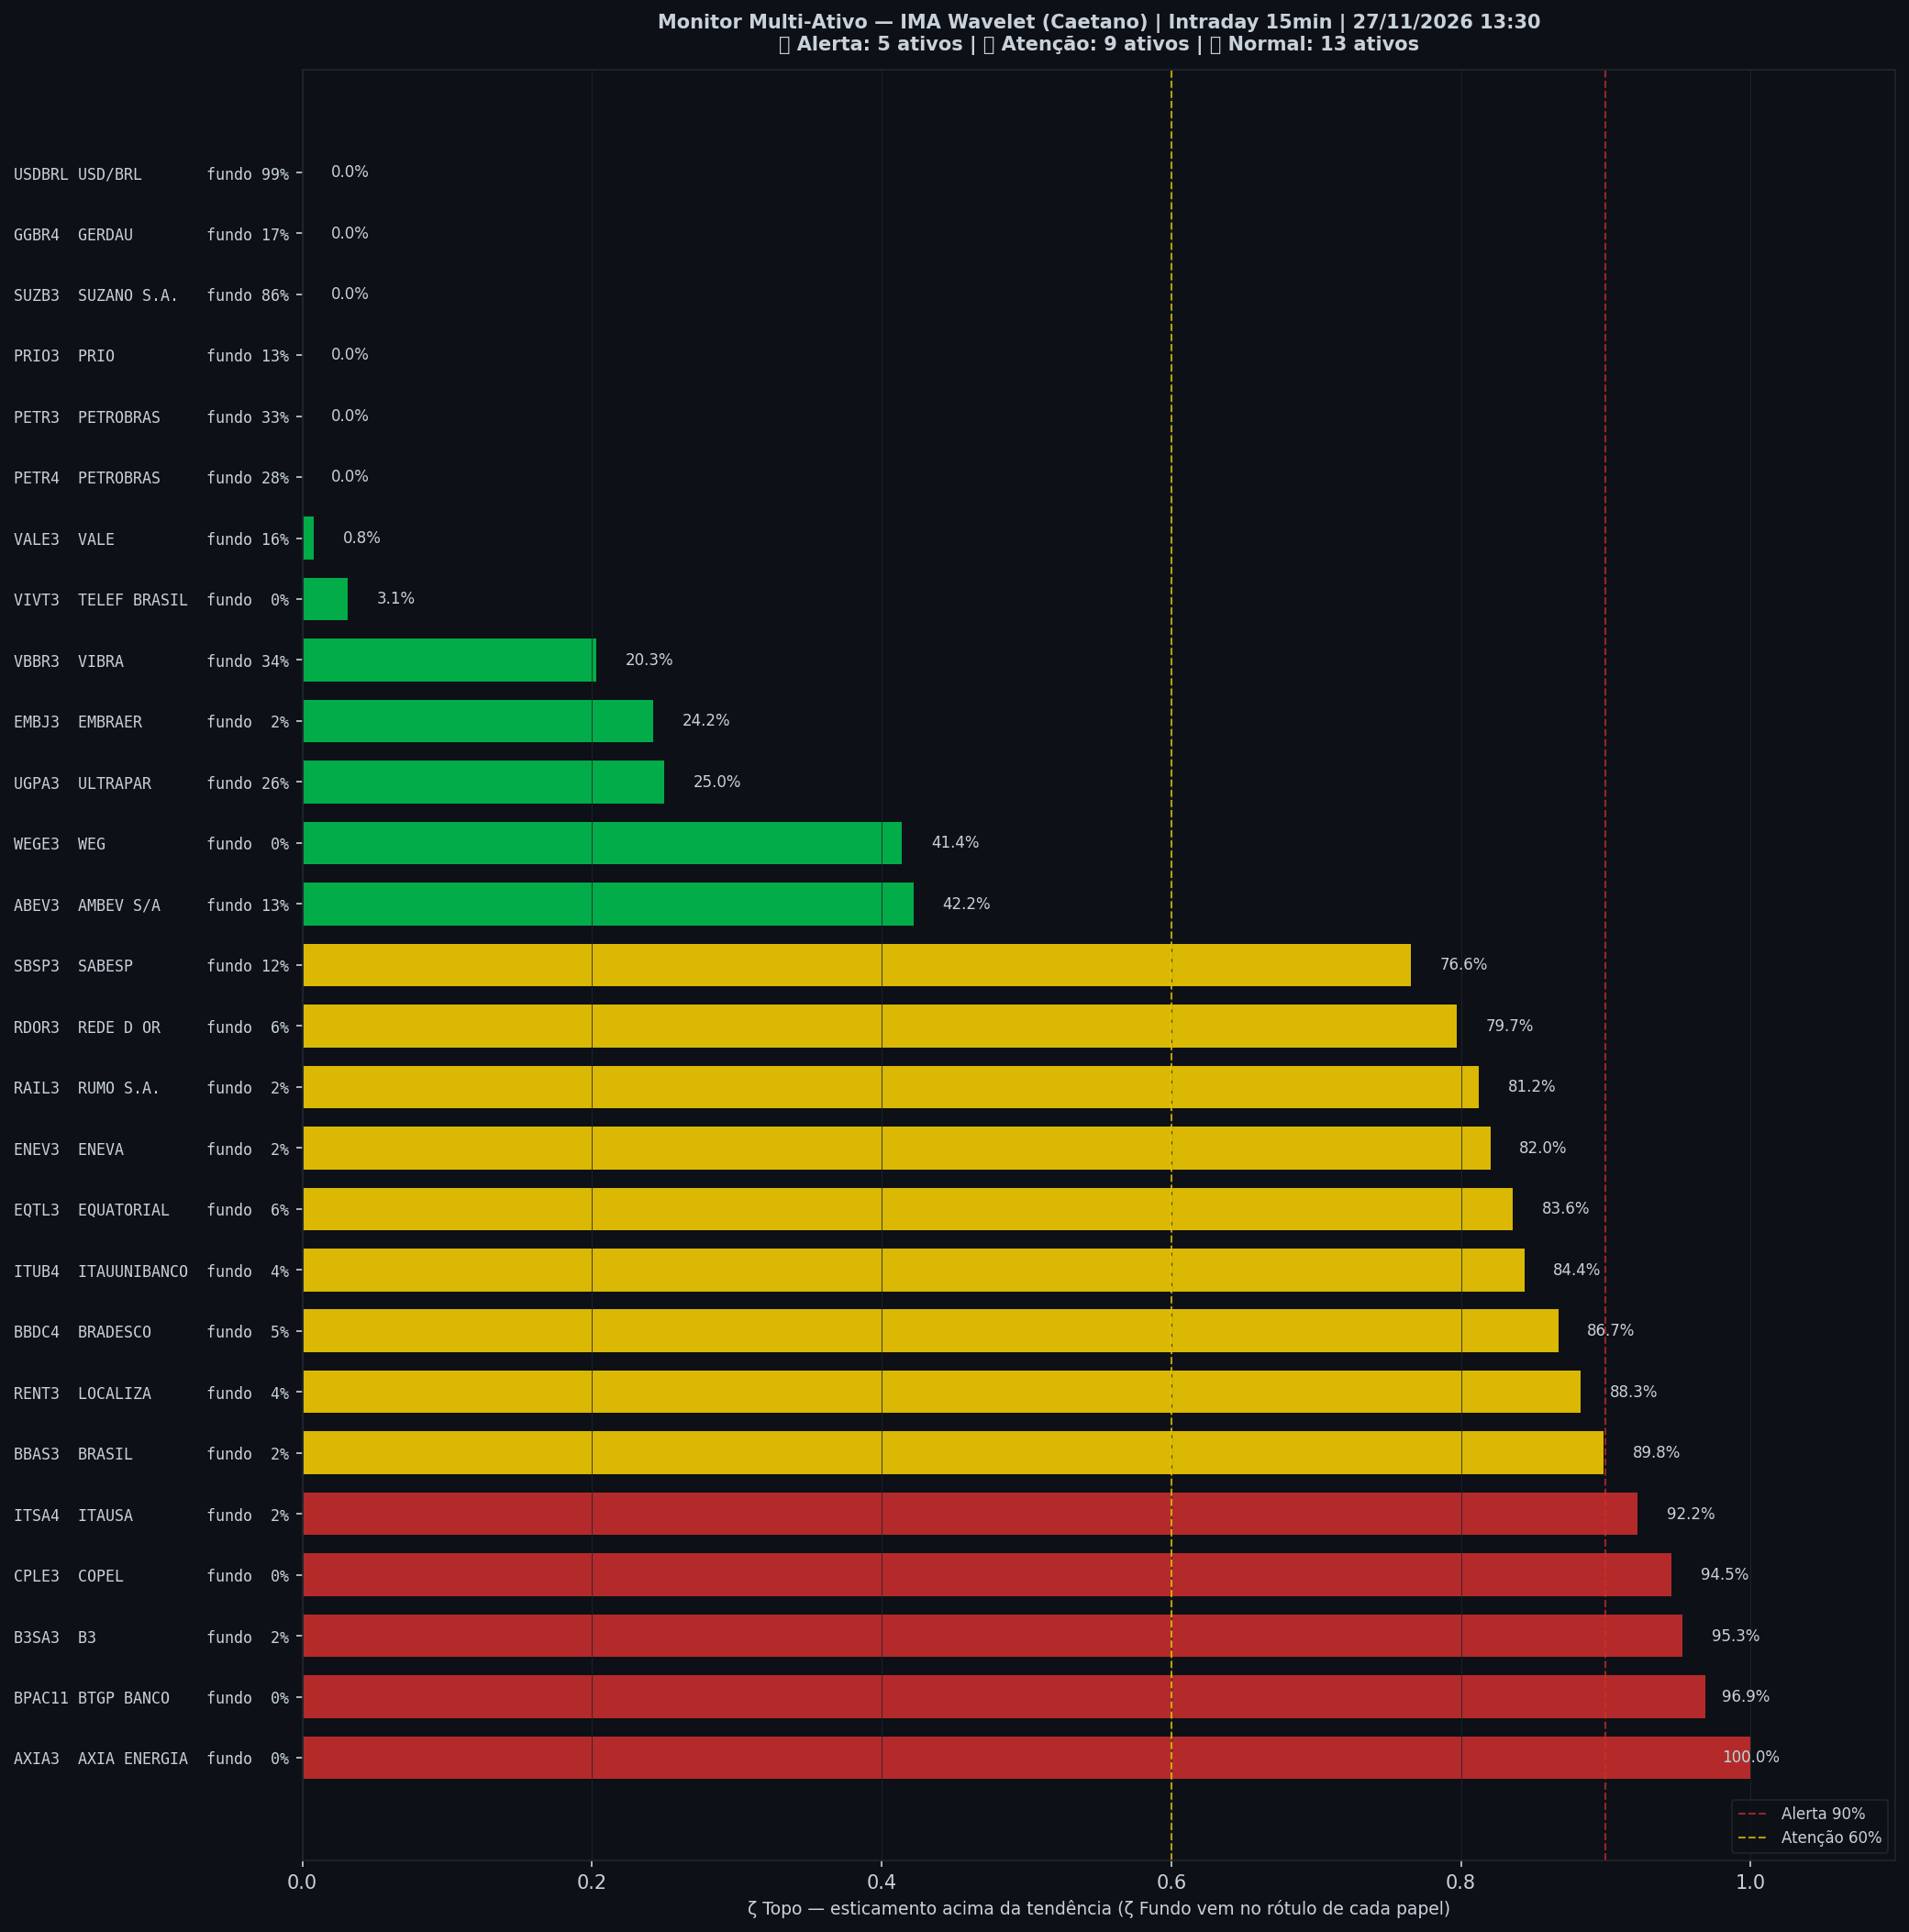 Monitor Multi-Ativo — IMA Wavelet (Caetano) | Intraday 15min | 27/11/2026 13:30
▯ Alerta: 5 ativos | ▯ Atenção: 9 ativos | ▯ Normal: 13 ativos
USDBRL USD/BRL fundo 99% 0.0%
GGBR4 GERDAU fundo 17% 0.0%
SUZB3 SUZANO S.A. fundo 86% 0.0%
PRIO3 PRIO fundo 13% 0.0%
PETR3 PETROBRAS fundo 33% 0.0%
PETR4 PETROBRAS fundo 28% 0.0%
VALE3 VALE fundo 16% 0.8%
VIVT3 TELEF BRASIL fundo 0% 3.1%
VBBR3 VIBRA fundo 34% 20.3%
EMBJ3 EMBRAER fundo 2% 24.2%
UGPA3 ULTRAPAR fundo 26% 25.0%
WEGE3 WEG fundo 0% 41.4%
ABEV3 AMBEV S/A fundo 13% 42.2%
SBSP3 SABESP fundo 12% 76.6%
RDOR3 REDE D OR fundo 6% 79.7%
RAIL3 RUMO S.A. fundo 2% 81.2%
ENEV3 ENEVA fundo 2% 82.0%
EQTL3 EQUATORIAL fundo 6% 83.6%
ITUB4 ITAUUNIBANCO fundo 4% 84.4%
BBDC4 BRADESCO fundo 5% 86.7%
RENT3 LOCALIZA fundo 4% 88.3%
BBAS3 BRASIL fundo 2% 89.8%
ITSA4 ITAUSA fundo 2% 92.2%
CPLE3 COPEL fundo 0% 94.5%
B3SA3 B3 fundo 2% 95.3%
BPAC11 BTGP BANCO fundo 0% 96.9%
AXIA3 AXIA ENERGIA fundo 0% 100.0%
Alerta 90%
Atenção 60%
0.0 0.2 0.4 0.6 0.8 1.0
ζ Topo — esticamento acima da tendência (ζ Fundo vem no rótulo de cada papel)